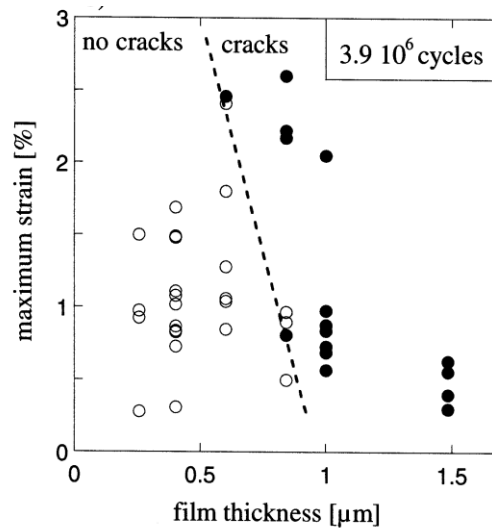 no cracks
cracks
3.9 10⁶ cycles
3
2
1
0
maximum strain [%]
0
0.5
1
1.5
film thickness [µm]